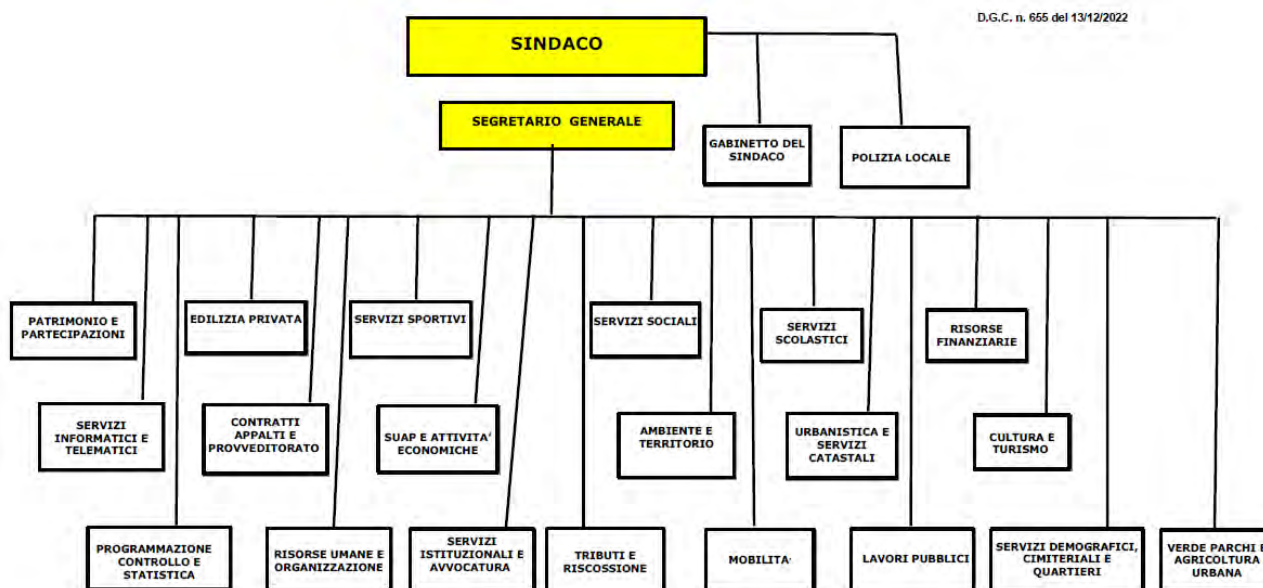 D.G.C. n. 655 del 13/12/2022
SINDACO
SEGRETARIO GENERALE
GABINETTO DEL
SINDACO
POLIZIA LOCALE
PATRIMONIO E
PARTECIPAZIONI
EDILIZIA PRIVATA
SERVIZI SPORTIVI
SERVIZI SOCIALI
SERVIZI
SCOLASTICI
RISORSE
FINANZIARIE
SERVIZI
INFORMATICI E
TELEMATICI
CONTRATTI
APPALTI E
PROVVEDITORATO
SUAP E ATTIVITA'
ECONOMICHE
AMBIENTE E
TERRITORIO
URBANISTICA E
SERVIZI
CATASTALI
CULTURA E
TURISMO
PROGRAMMAZIONE
CONTROLLO E
STATISTICA
RISORSE UMANE E
ORGANIZZAZIONE
SERVIZI
ISTITUZIONALI E
AVVOCATURA
TRIBUTI E
RISCOSSIONE
MOBILITA'
LAVORI PUBBLICI
SERVIZI DEMOGRAFICI,
CIMITERIALI E
QUARTIERI
VERDE PARCHI E
AGRICOLTURA
URBANA